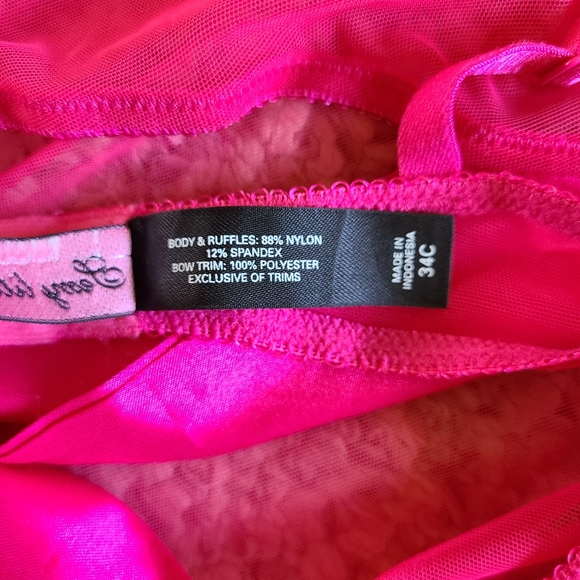 BODY & RUFFLES: 88% NYLON
12% SPANDEX
BOW TRIM: 100% POLYESTER
EXCLUSIVE OF TRIMS
MADE IN
INDONESIA
34C